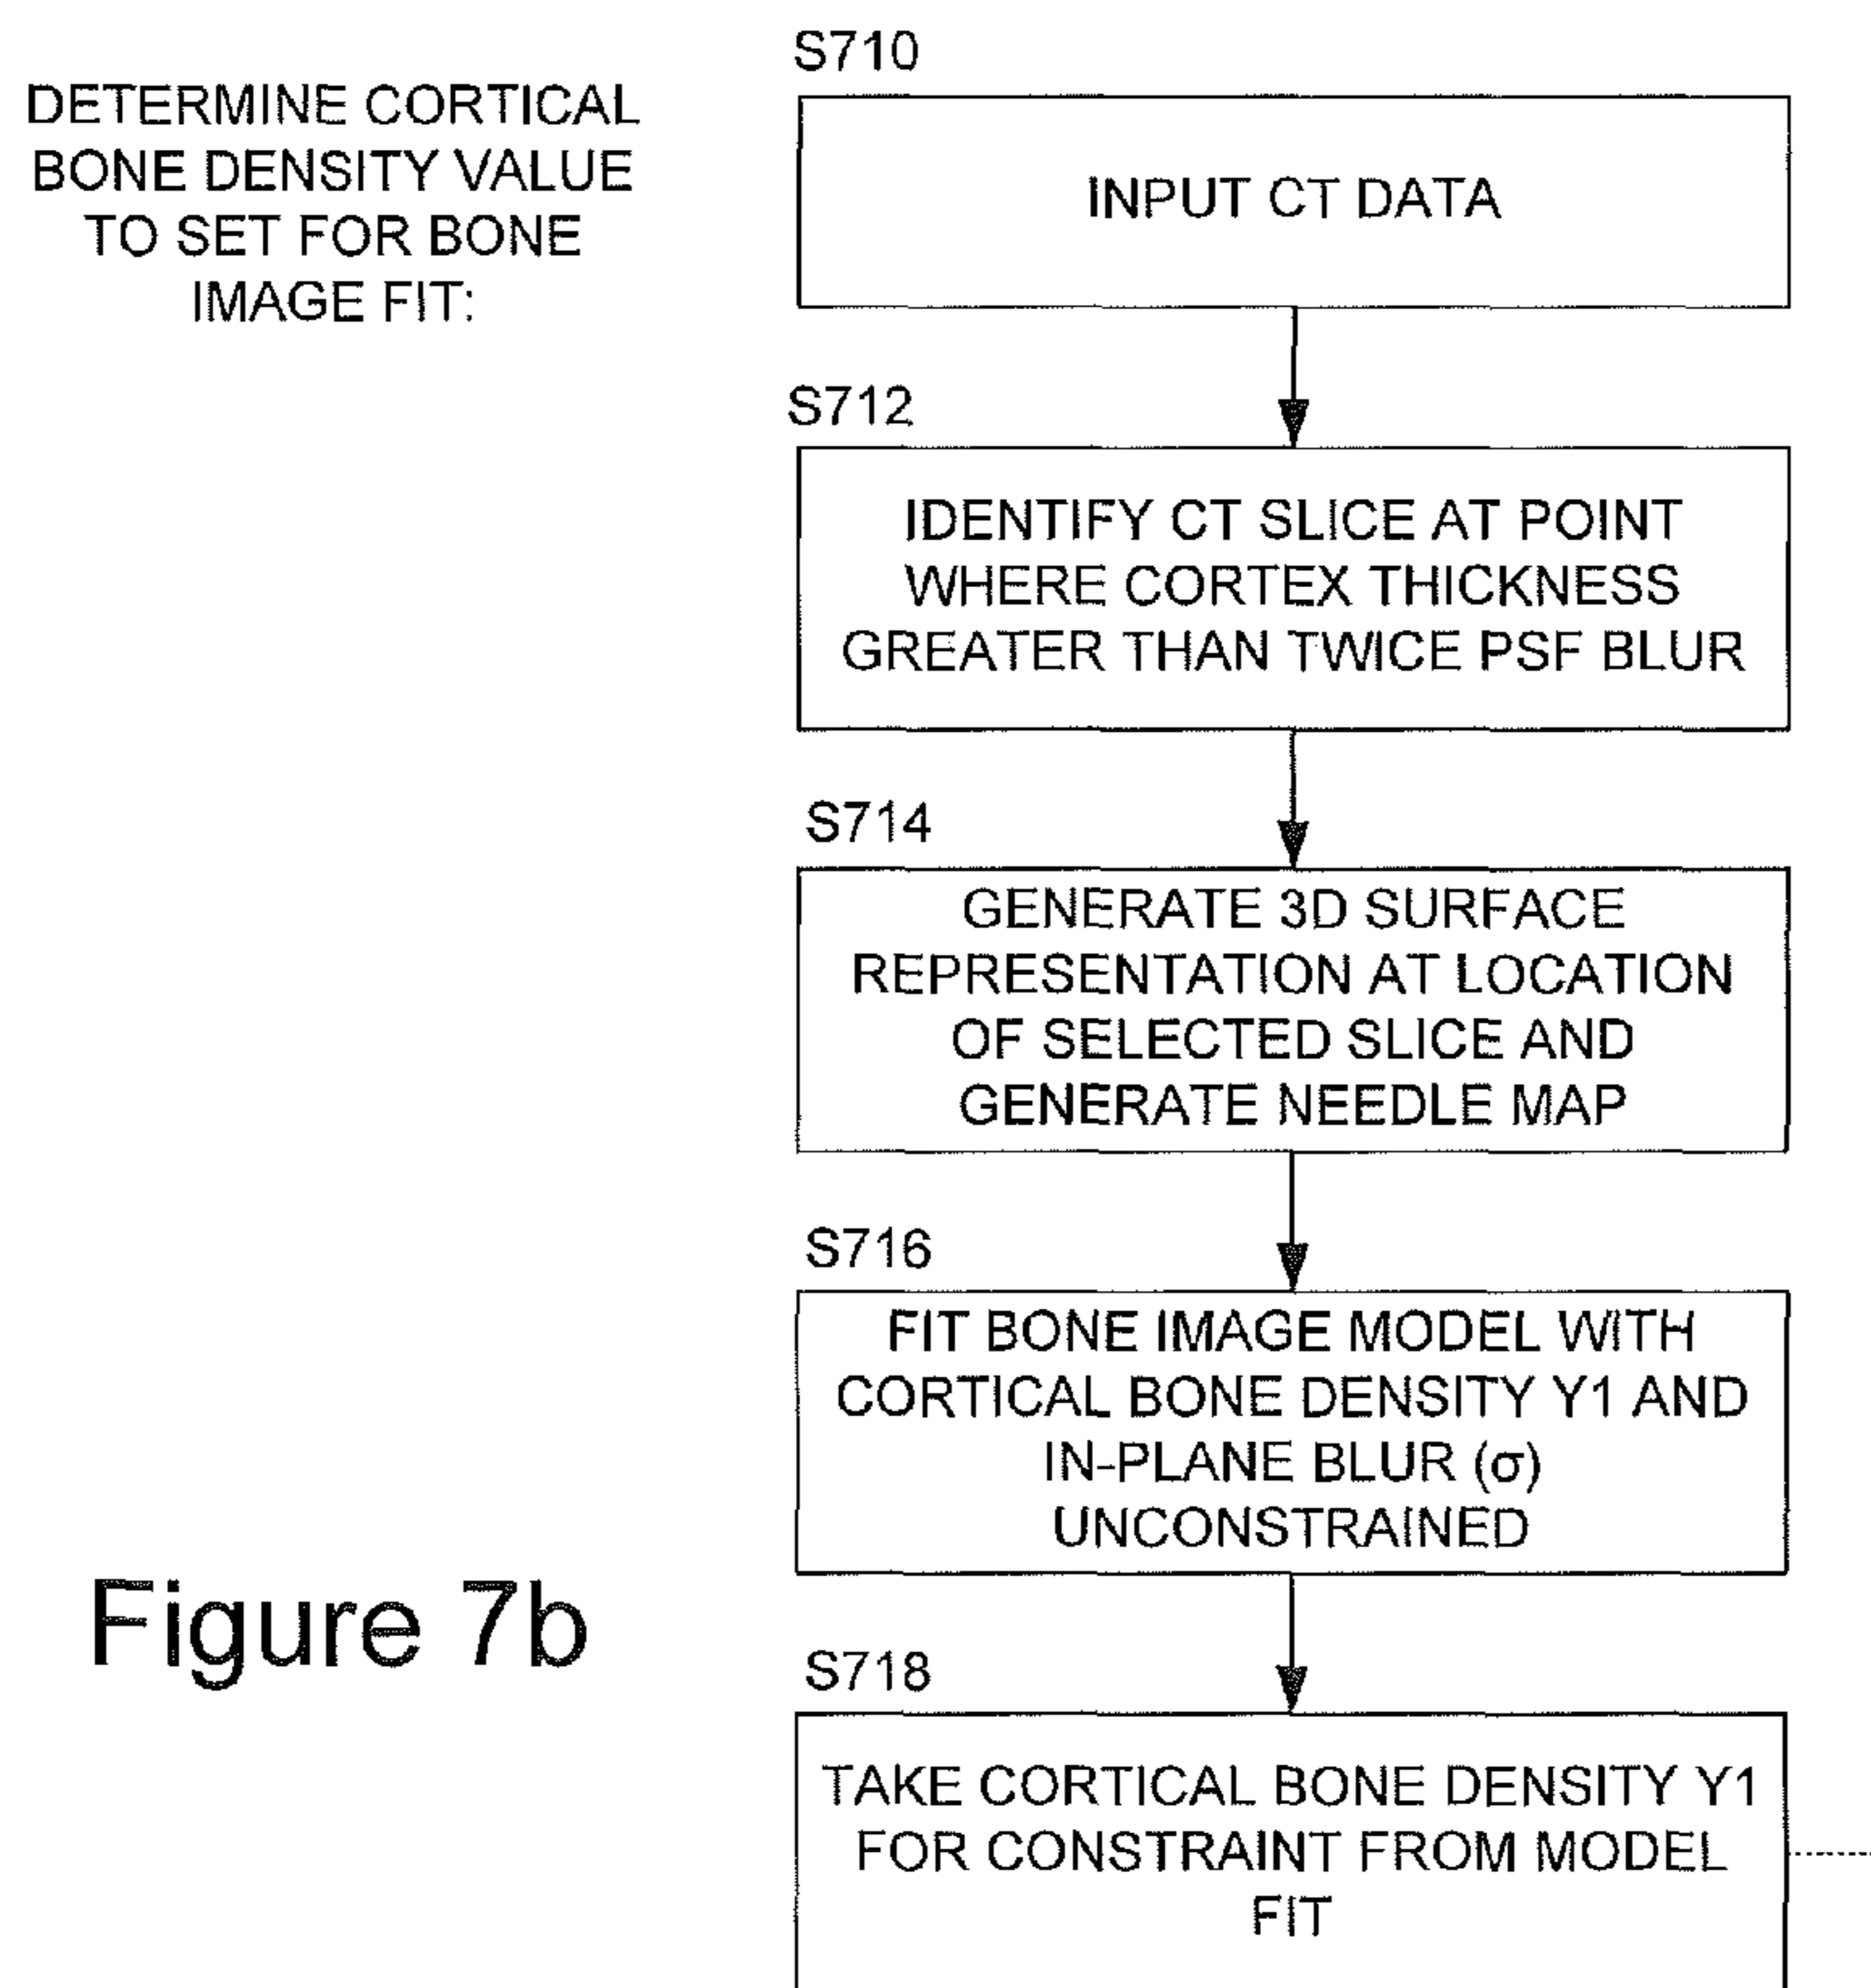 DETERMINE CORTICAL
BONE DENSITY VALUE
TO SET FOR BONE
IMAGE FIT:
S710
INPUT CT DATA
S712
IDENTIFY CT SLICE AT POINT
WHERE CORTEX THICKNESS
GREATER THAN TWICE PSF BLUR
S714
GENERATE 3D SURFACE
REPRESENTATION AT LOCATION
OF SELECTED SLICE AND
GENERATE NEEDLE MAP
S716
FIT BONE IMAGE MODEL WITH
CORTICAL BONE DENSITY Y1 AND
IN-PLANE BLUR (σ)
UNCONSTRAINED
Figure 7b
S718
TAKE CORTICAL BONE DENSITY Y1
FOR CONSTRAINT FROM MODEL
FIT